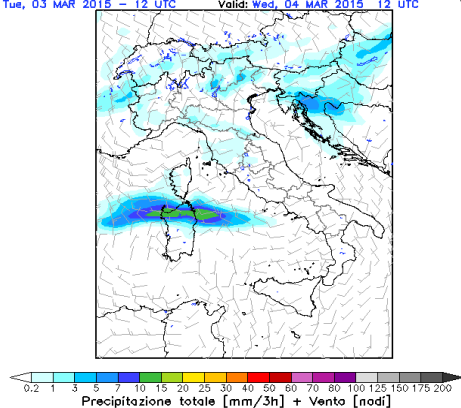 Tue, 03 MAR 2015 – 12 UTC Valid: Wed, 04 MAR 2015 12 UTC
0.2 1 3 5 7 10 15 20 25 30 40 50 60 70 80 100 125 150 175 200
Precipitazione totale [mm/3h] + Vento [nodi]